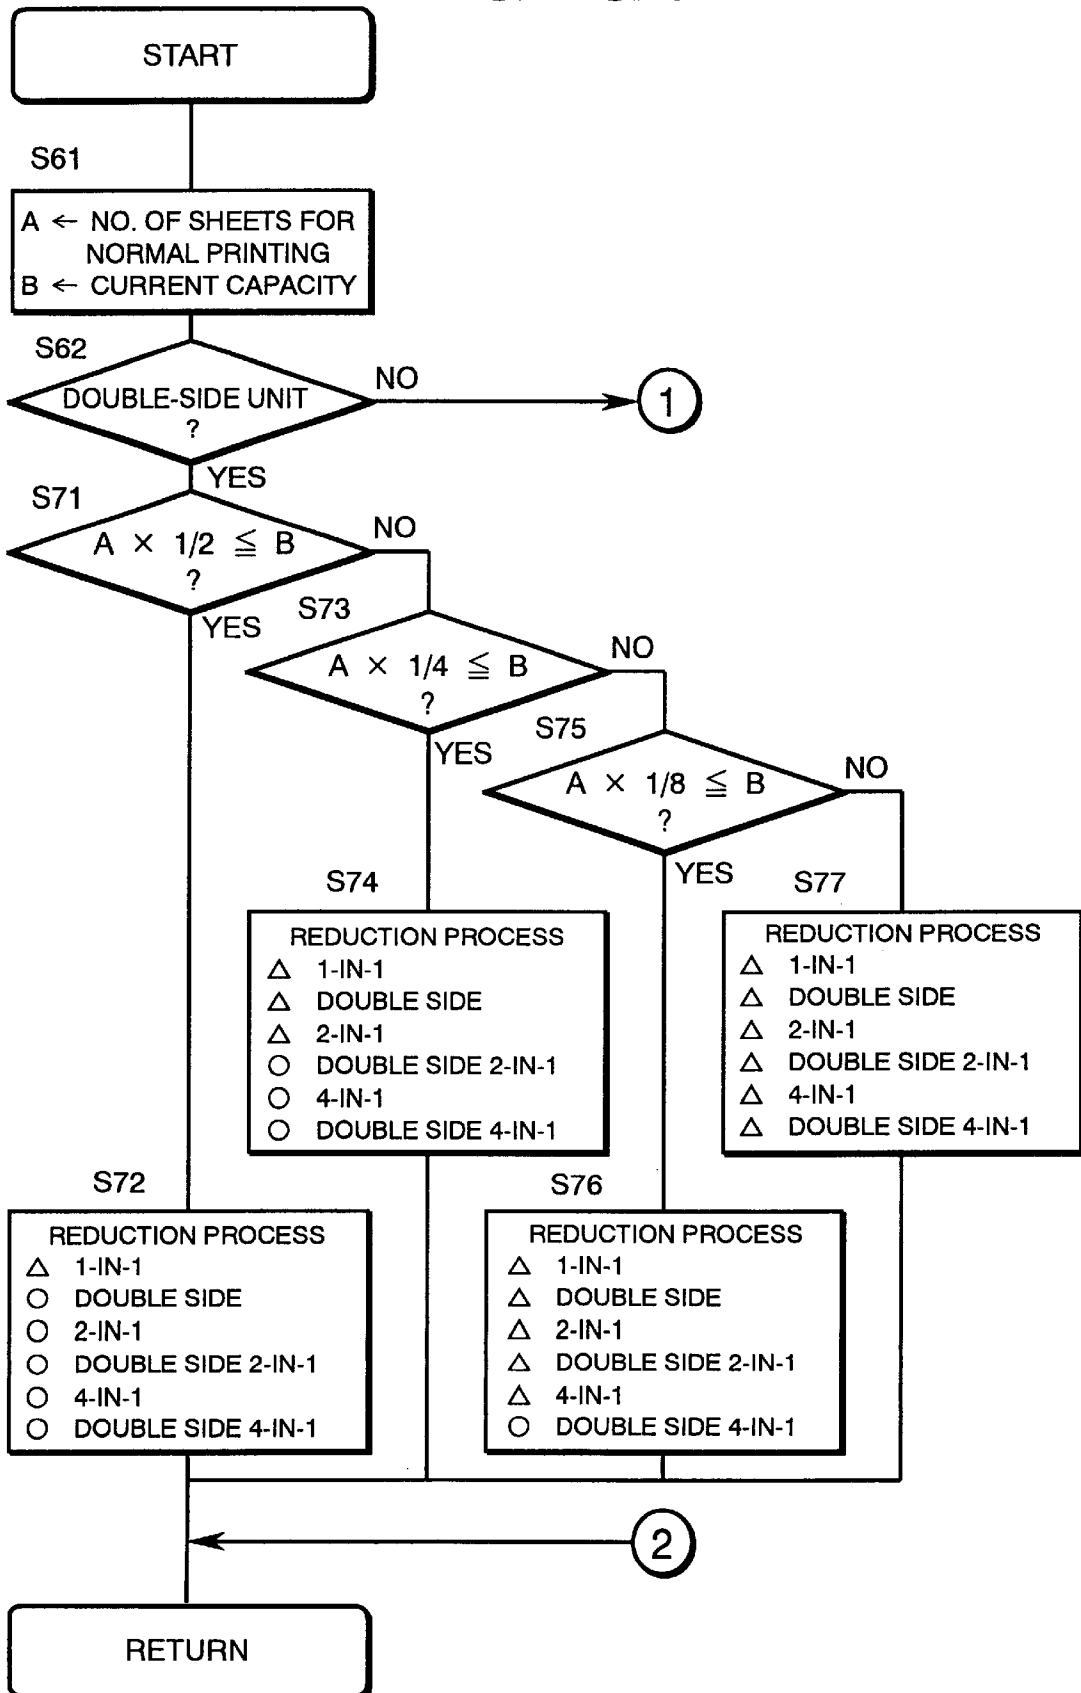 START
S61
A ← NO. OF SHEETS FOR
NORMAL PRINTING
B ← CURRENT CAPACITY
S62
DOUBLE-SIDE UNIT
?
NO
1
YES
S71
A × 1/2 ≦ B
?
NO
YES
S73
A × 1/4 ≦ B
?
NO
YES
S75
A × 1/8 ≦ B
?
NO
YES
S74
REDUCTION PROCESS
△ 1-IN-1
△ DOUBLE SIDE
△ 2-IN-1
○ DOUBLE SIDE 2-IN-1
○ 4-IN-1
○ DOUBLE SIDE 4-IN-1
S77
REDUCTION PROCESS
△ 1-IN-1
△ DOUBLE SIDE
△ 2-IN-1
△ DOUBLE SIDE 2-IN-1
△ 4-IN-1
△ DOUBLE SIDE 4-IN-1
S72
REDUCTION PROCESS
△ 1-IN-1
○ DOUBLE SIDE
○ 2-IN-1
○ DOUBLE SIDE 2-IN-1
○ 4-IN-1
○ DOUBLE SIDE 4-IN-1
S76
REDUCTION PROCESS
△ 1-IN-1
△ DOUBLE SIDE
△ 2-IN-1
△ DOUBLE SIDE 2-IN-1
△ 4-IN-1
○ DOUBLE SIDE 4-IN-1
2
RETURN